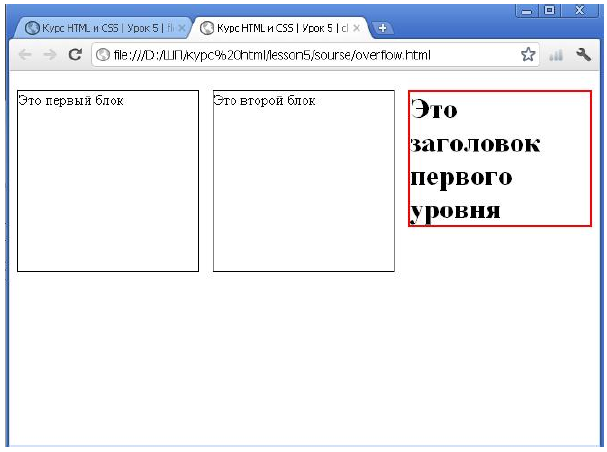 Курс HTML и CSS | Урок 5 | fl
Курс HTML и CSS | Урок 5 | cl
file:///D:/ШП/курс%20html/lesson5/sourse/overflow.html
Это первый блок
Это второй блок
Это
заголовок
первого
уровня